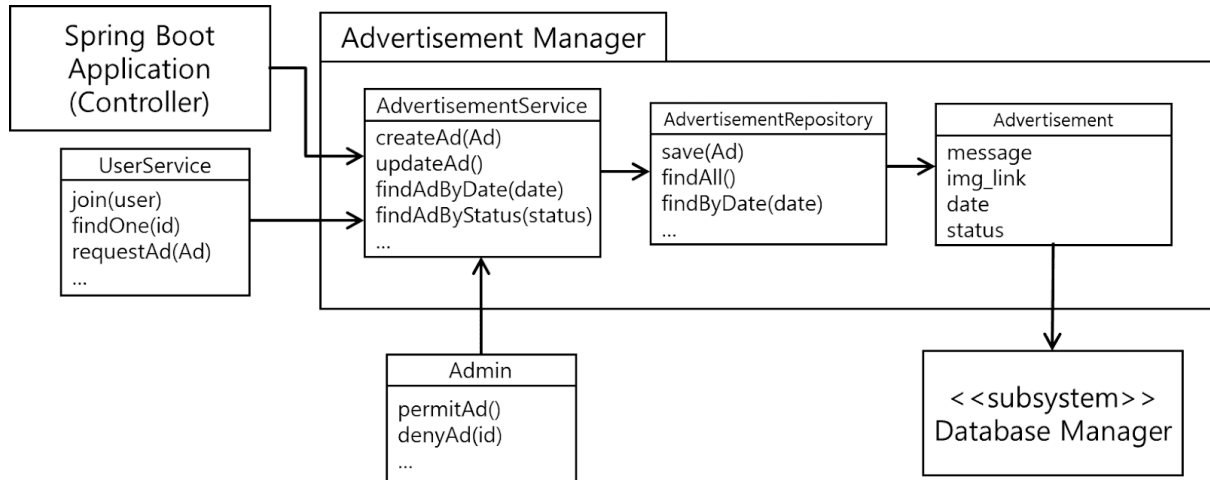 Spring Boot
Application
(Controller)
Advertisement Manager
AdvertisementService
createAd(Ad)
updateAd()
findAdByDate(date)
findAdByStatus(status)
...
AdvertisementRepository
save(Ad)
findAll()
findByDate(date)
...
Advertisement
message
img_link
date
status
UserService
join(user)
findOne(id)
requestAd(Ad)
...
Admin
permitAd()
denyAd(id)
...
<<subsystem>>
Database Manager